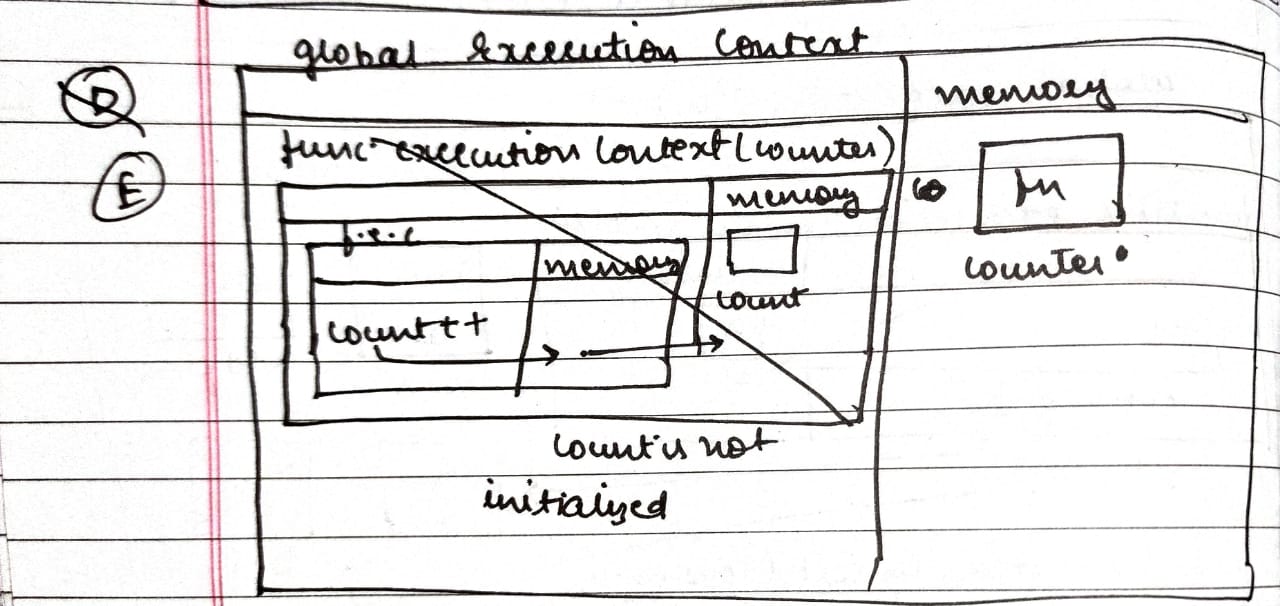 global Execution Context
D
memory
func execution Context (counter)
E
memory
fn
f.e.c
memory
counter
count
count++
count is not
initialized